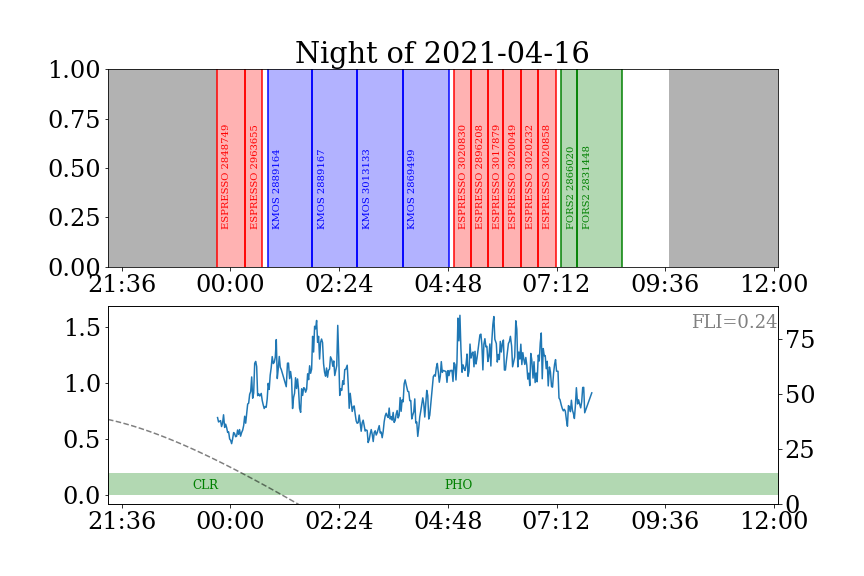 Night of 2021-04-16
1.00
0.75
0.50
0.25
0.00
ESPRESSO 2848749
ESPRESSO 2963655
KMOS 2889164
KMOS 2889167
KMOS 3013133
KMOS 2869499
ESPRESSO 3020830
ESPRESSO 2896208
ESPRESSO 3017879
ESPRESSO 3020049
ESPRESSO 3020232
ESPRESSO 3020858
FORS2 2866020
FORS2 2831448
21:36 00:00 02:24 04:48 07:12 09:36 12:00
FLI=0.24
1.5
1.0
0.5
0.0
75
50
25
0
CLR PHO
21:36 00:00 02:24 04:48 07:12 09:36 12:00